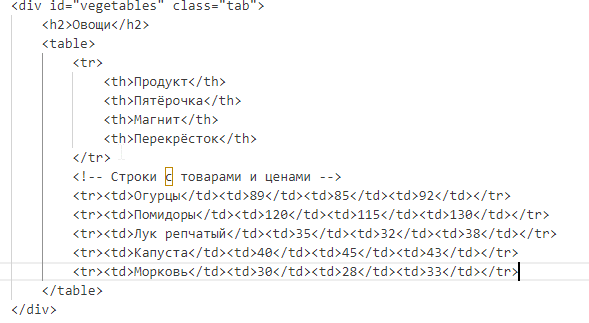 <div id="vegetables" class="tab">
<h2>Овощи</h2>
<table>
<tr>
<th>Продукт</th>
<th>Пятёрочка</th>
<th>Магнит</th>
<th>Перекрёсток</th>
</tr>
<!-- Строки с товарами и ценами -->
<tr><td>Огурцы</td><td>89</td><td>85</td><td>92</td></tr>
<tr><td>Помидоры</td><td>120</td><td>115</td><td>130</td></tr>
<tr><td>Лук репчатый</td><td>35</td><td>32</td><td>38</td></tr>
<tr><td>Капуста</td><td>40</td><td>45</td><td>43</td></tr>
<tr><td>Морковь</td><td>30</td><td>28</td><td>33</td></tr>
</table>
</div>